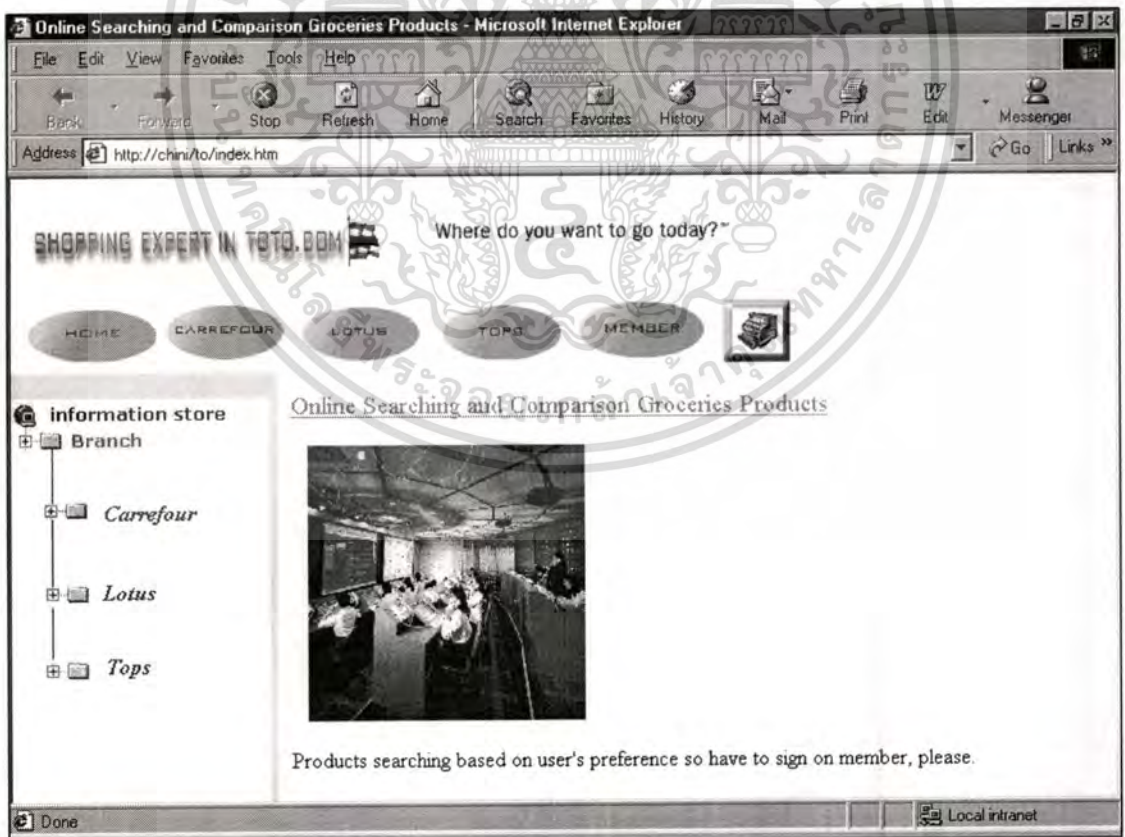 Online Searching and Comparison Groceries Products - Microsoft Internet Explorer
File Edit View Favorites Tools Help
Back Forward Stop Refresh Home Search Favorites History Mail Print Edit Messenger
Address http://chini/to/index.htm Go Links »
SHOPPING EXPERT IN TOTO.COM Where do you want to go today?™
HOME CARREFOUR LOTUS TOPS MEMBER
information store
Branch
Carrefour
Lotus
Tops
Online Searching and Comparison Groceries Products
Products searching based on user's preference so have to sign on member, please.
Done Local intranet